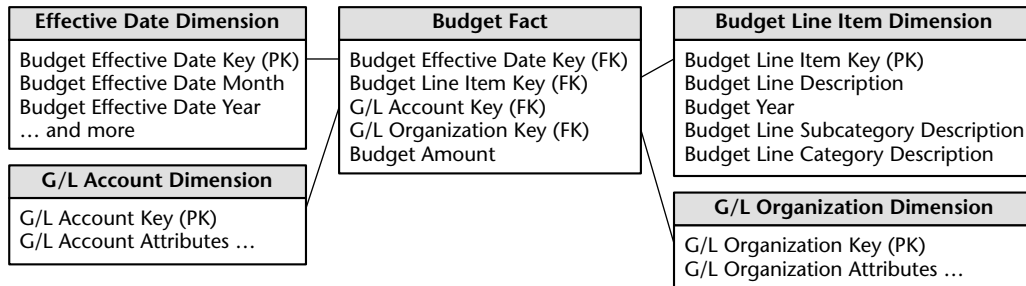 Effective Date Dimension
Budget Effective Date Key (PK)
Budget Effective Date Month
Budget Effective Date Year
… and more
G/L Account Dimension
G/L Account Key (PK)
G/L Account Attributes …
Budget Fact
Budget Effective Date Key (FK)
Budget Line Item Key (FK)
G/L Account Key (FK)
G/L Organization Key (FK)
Budget Amount
Budget Line Item Dimension
Budget Line Item Key (PK)
Budget Line Description
Budget Year
Budget Line Subcategory Description
Budget Line Category Description
G/L Organization Dimension
G/L Organization Key (PK)
G/L Organization Attributes …